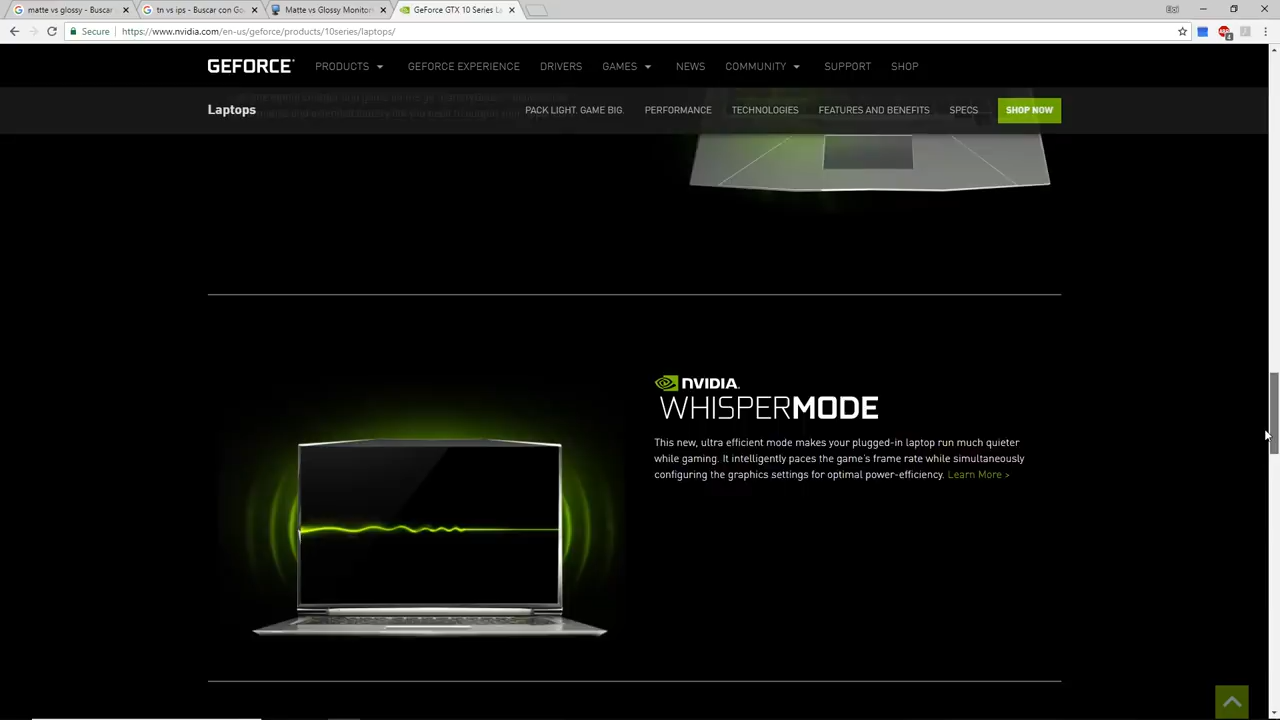 matte vs glossy - Buscar
tn vs ips - Buscar con Go
Matte vs Glossy Monitor
GeForce GTX 10 Series La
Secure
https://www.nvidia.com/en-us/geforce/products/10series/laptops/
GEFORCE
PRODUCTS
GEFORCE EXPERIENCE
DRIVERS
GAMES
NEWS
COMMUNITY
SUPPORT
SHOP
Laptops
PACK LIGHT. GAME BIG.
PERFORMANCE
TECHNOLOGIES
FEATURES AND BENEFITS
SPECS
SHOP NOW
NVIDIA.
WHISPERMODE
This new, ultra efficient mode makes your plugged-in laptop run much quieter
while gaming. It intelligently paces the game's frame rate while simultaneously
configuring the graphics settings for optimal power-efficiency. Learn More >